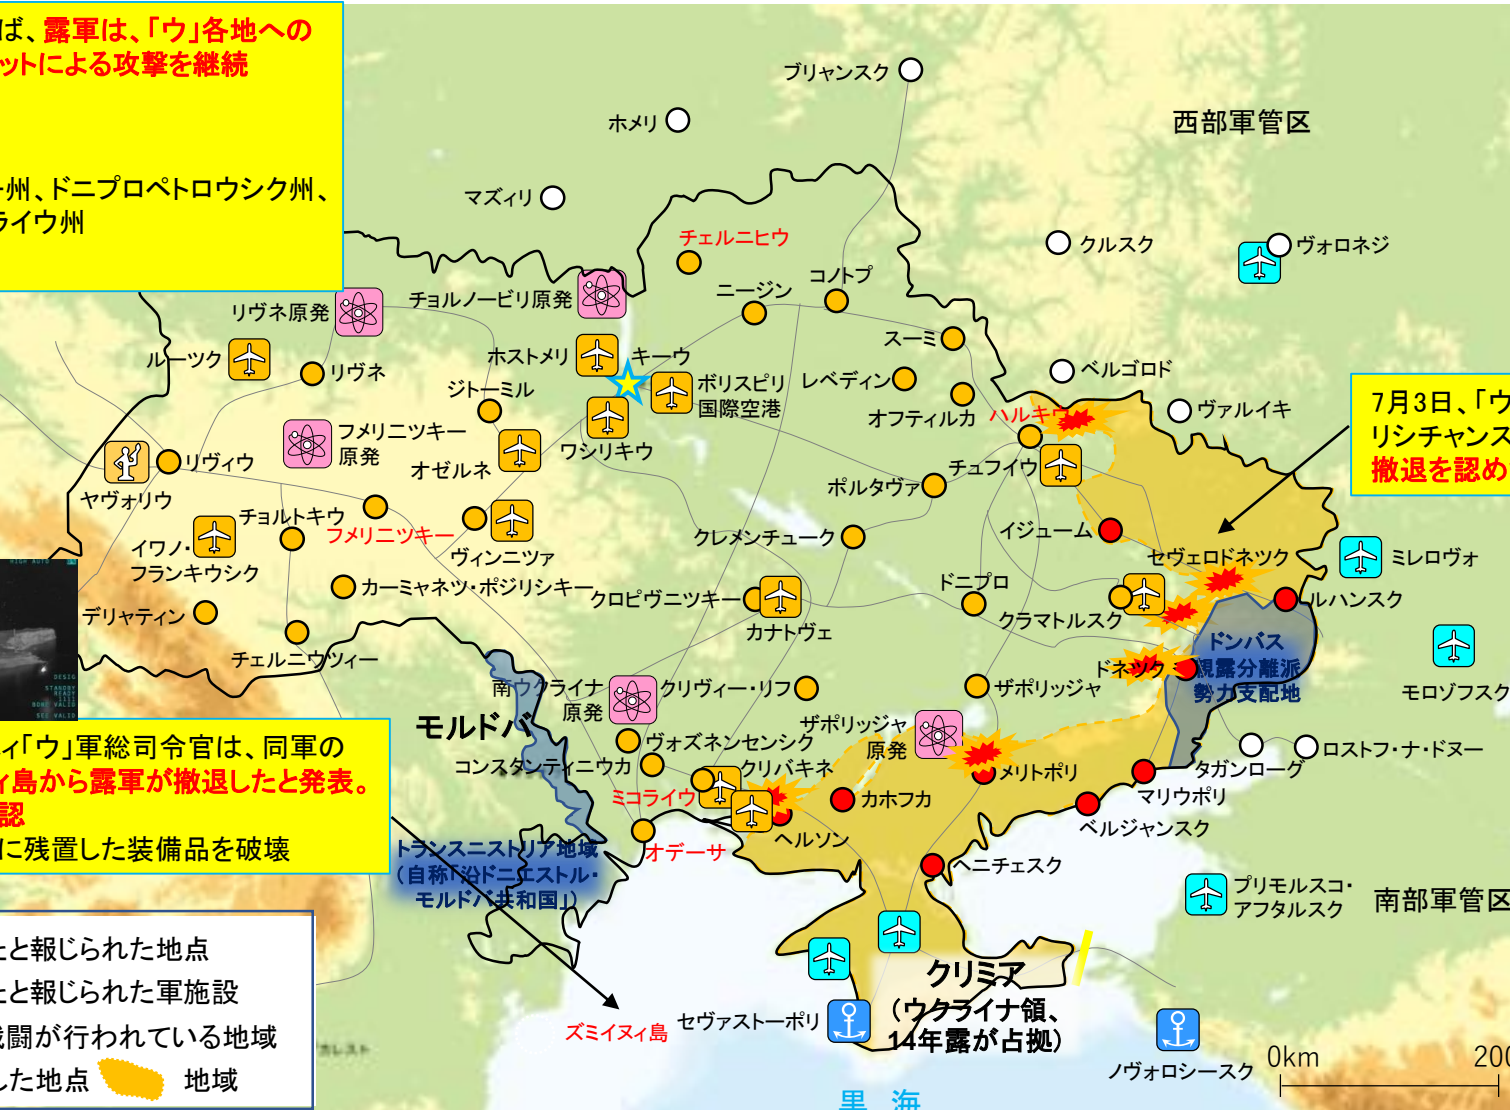 ば、露軍は、「ウ」各地への
ットによる攻撃を継続
州、ドニプロペトロウシク州、
ライウ州
ブリャンスク
ホメリ
西部軍管区
マズィリ
チェルニヒウ
クルスク
ヴォロネジ
コノトプ
ニージン
チョルノービリ原発
リヴネ原発
スーミ
ホストメリ
キーウ
ルーツク
リヴネ
ジトーミル
ボリスピリ
国際空港
レベディン
ベルゴロド
オフティルカ
ハルキウ
ヴァルイキ
7月3日、「ウ
リシチャンス
撤退を認め
フメリニツキー
原発
ワシリキウ
オゼルネ
リヴィウ
チュフイウ
ヤヴォリウ
ポルタヴァ
チョルトキウ
フメリニツキー
イジューム
クレメンチューク
ヴィンニツァ
イワノ・
フランキウシク
セヴェロドネツク
ミレロヴォ
カーミャネツ・ポジリシキー
クロピヴニツキー
ドニプロ
ルハンスク
デリャティン
カナトヴェ
クラマトルスク
チェルニウツィー
ドンバス
親露分離派
勢力支配地
ドネツク
モロゾフスク
南ウクライナ
原発
クリヴィー・リフ
ザポリッジャ
ザポリッジャ
原発
モルドバ
ヴォズネンセンシク
コンスタンティニウカ
クリバキネ
メリトポリ
タガンローグ
ロストフ・ナ・ドヌー
ミコライウ
カホフカ
マリウポリ
ベルジャンスク
ヘルソン
オデーサ
ヘニチェスク
HIGH AUTO
DESIG
STANDBY
READY
SEC VALID
ィ「ウ」軍総司令官は、同軍の
ィ島から露軍が撤退したと発表。
認
に残置した装備品を破壊
トランスニストリア地域
(自称「沿ドニエストル・
モルドバ共和国」)
プリモルスコ・
アフタルスク
南部軍管区
クリミア
(ウクライナ領、
14年露が占拠)
ズミイヌィ島
セヴァストーポリ
ノヴォロシースク
たと報じられた地点
たと報じられた軍施設
戦闘が行われている地域
した地点
地域
カレスト
0km
200
黒 海